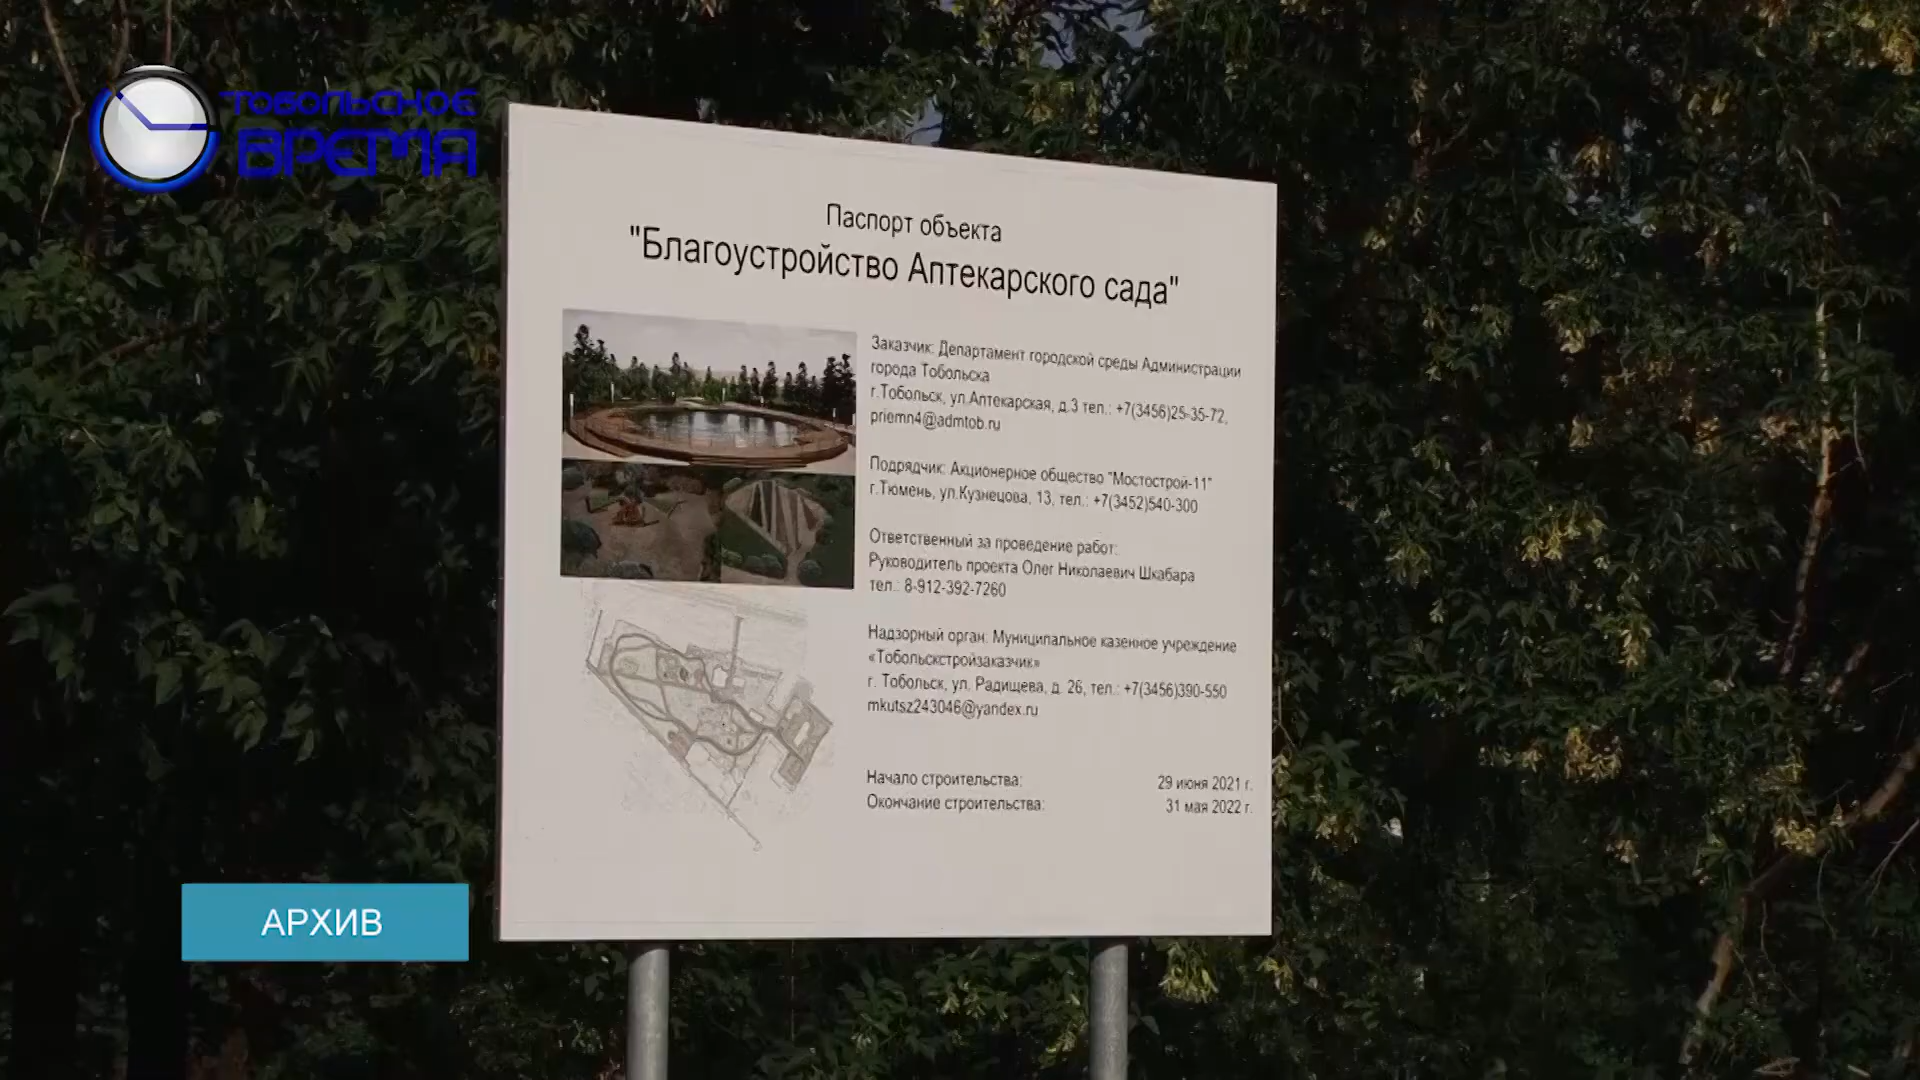 ТОБОЛЬСКОЕ
ВРЕМЯ
Паспорт объекта
"Благоустройство Аптекарского сада"
Заказчик: Департамент городской среды Администрации
города Тобольска
г.Тобольск, ул.Аптекарская, д.3 тел.: +7(3456)25-35-72,
priemn4@admtob.ru
Подрядчик: Акционерное общество "Мостострой-11"
г.Тюмень, ул.Кузнецова, 13, тел.: +7(3452)540-300
Ответственный за проведение работ:
Руководитель проекта Олег Николаевич Шкабара
тел.: 8-912-392-7260
Надзорный орган: Муниципальное казенное учреждение
«Тобольскстройзаказчик»
г. Тобольск, ул. Радищева, д. 26, тел.: +7(3456)390-550
mkutsz243046@yandex.ru
Начало строительства: 29 июня 2021 г.
Окончание строительства: 31 мая 2022 г.
АРХИВ